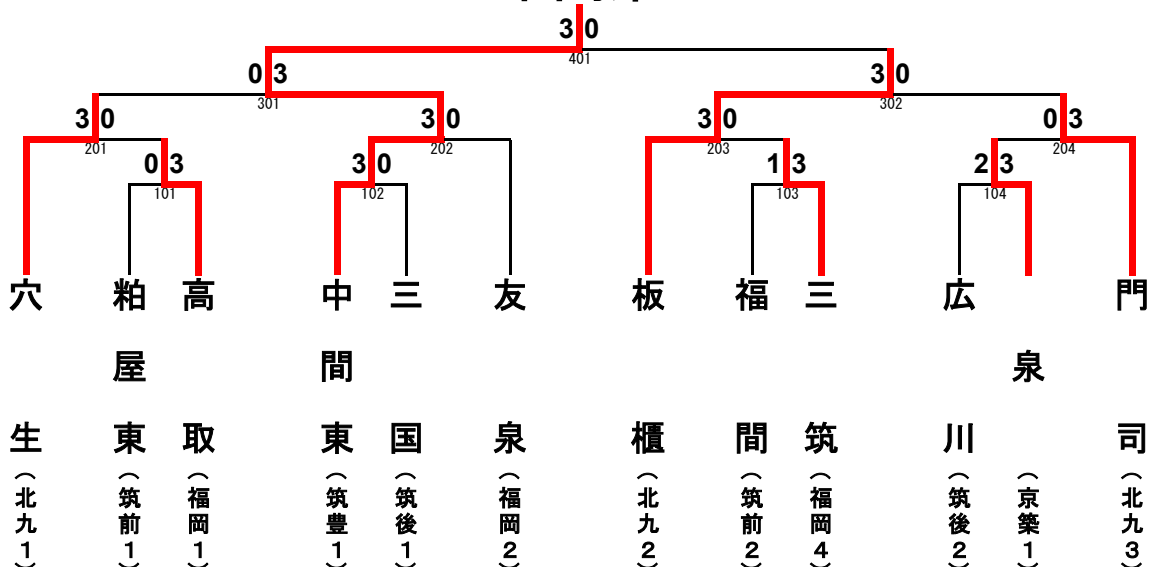 3 0
401
0 3
301
3 0
302
3 0
201
3 0
202
3 0
203
0 3
204
0 3
101
3 0
102
1 3
103
2 3
104
穴生（北九1）
粕屋東（筑前1）
高取（福岡1）
中間東（筑豊1）
三国（筑後1）
友泉（福岡2）
板櫃（北九2）
福間（筑前2）
三筑（福岡4）
広川（筑後2）
泉（京築1）
門司（北九3）